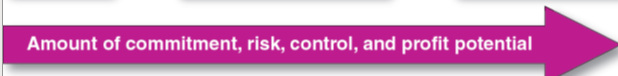 Amount of commitment, risk, control, and profit potential